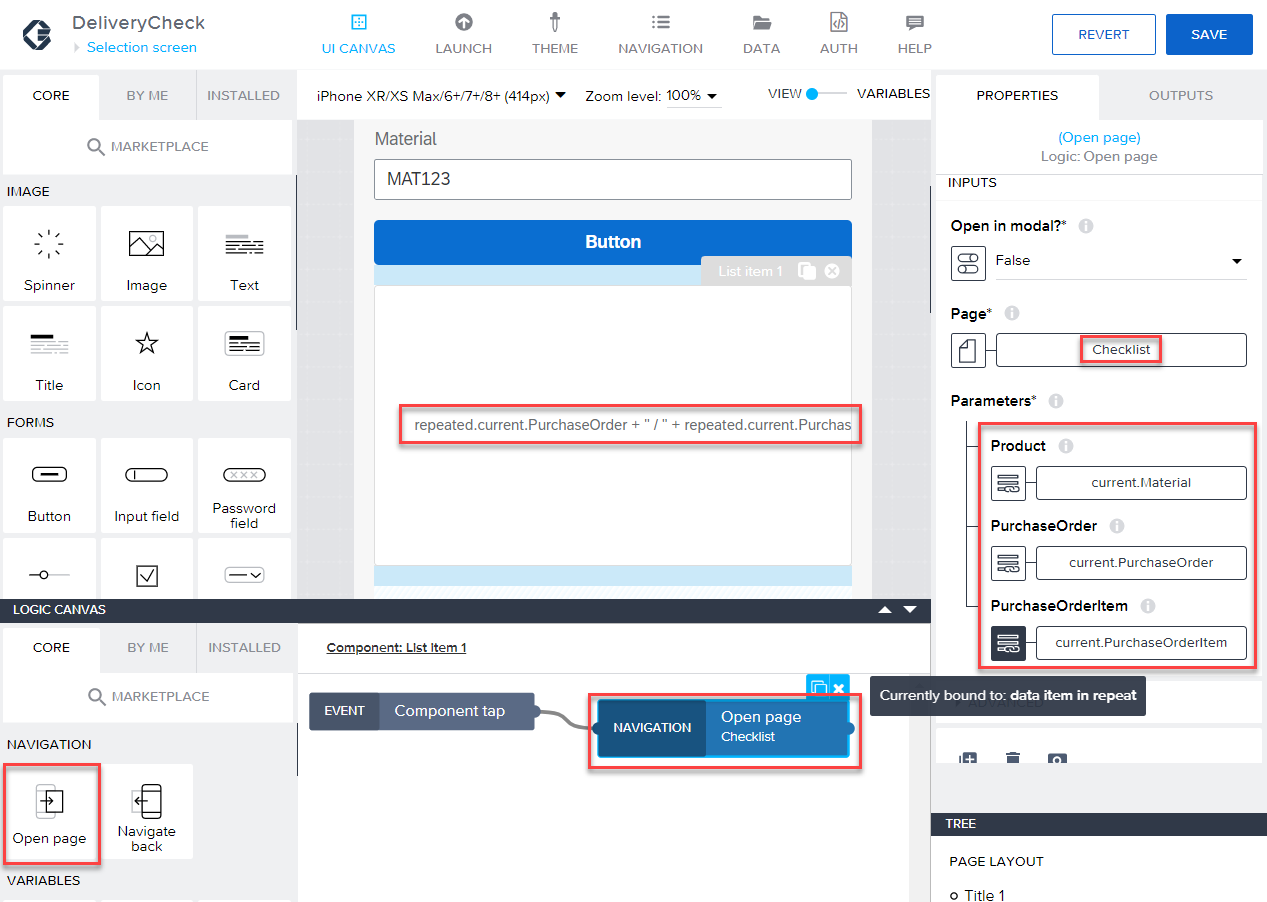 DeliveryCheck
Selection screen
UI CANVAS
LAUNCH
THEME
NAVIGATION
DATA
AUTH
HELP
REVERT
SAVE
CORE
BY ME
INSTALLED
MARKETPLACE
IMAGE
Spinner
Image
Text
Title
Icon
Card
FORMS
Button
Input field
Password
field
iPhone XR/XS Max/6+/7+/8+ (414px)
Zoom level: 100%
VIEW
VARIABLES
Material
MAT123
Button
List item 1
repeated.current.PurchaseOrder + " / " + repeated.current.Purchas
PROPERTIES
OUTPUTS
(Open page)
Logic: Open page
INPUTS
Open in modal?*
False
Page*
Checklist
Parameters*
Product
current.Material
PurchaseOrder
current.PurchaseOrder
PurchaseOrderItem
current.PurchaseOrderItem
Currently bound to: data item in repeat
ADVANCED
TREE
PAGE LAYOUT
Title 1
LOGIC CANVAS
CORE
BY ME
INSTALLED
MARKETPLACE
NAVIGATION
Open page
Navigate
back
VARIABLES
Component: List Item 1
EVENT
Component tap
NAVIGATION
Open page
Checklist